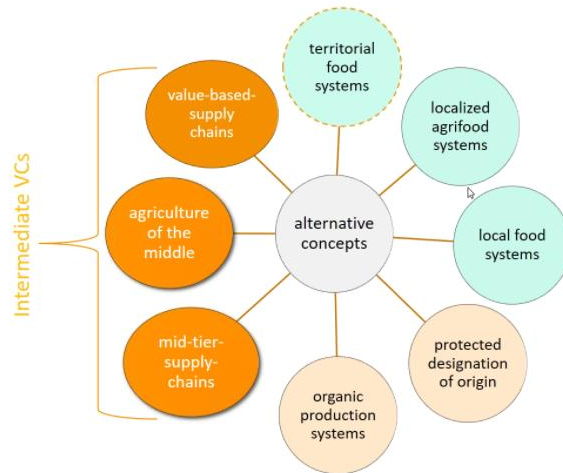 territorial
food
systems
value-based-
supply
chains
localized
agrifood
systems
Intermediate VCs
agriculture
of the
middle
alternative
concepts
local food
systems
mid-tier-
supply-
chains
protected
designation
of origin
organic
production
systems